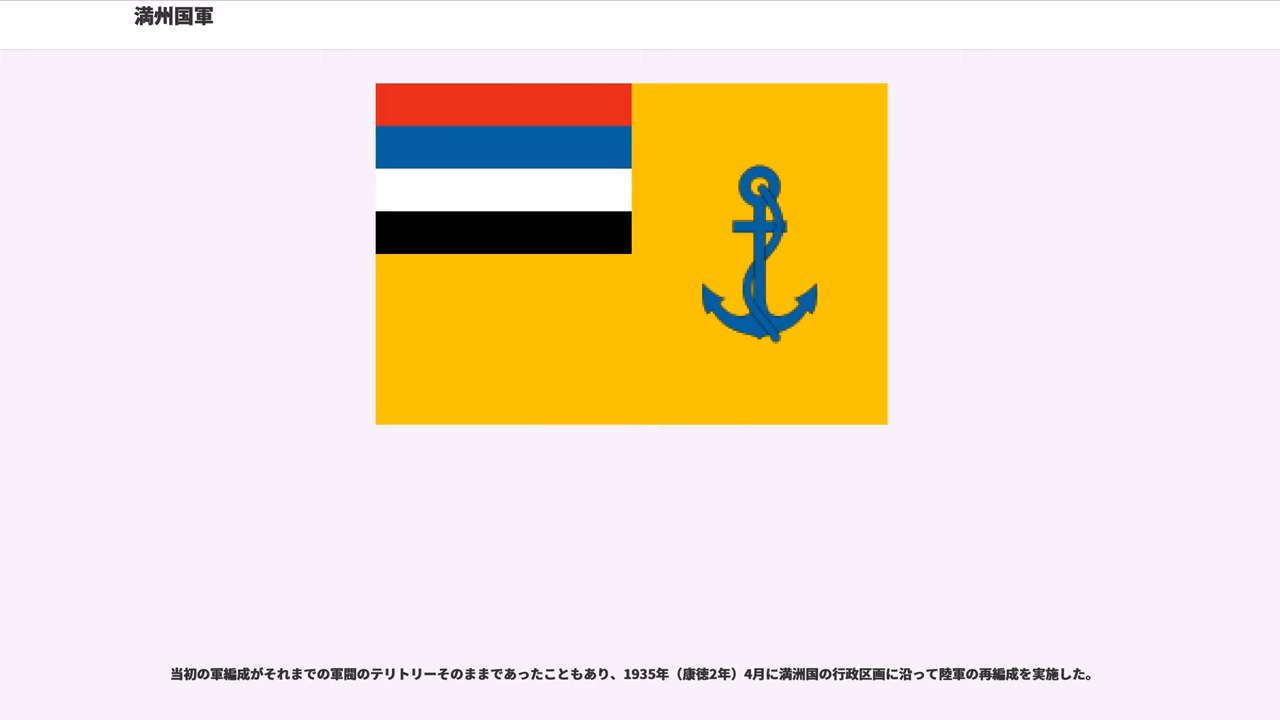 満州国軍
当初の軍編成がそれまでの軍閥のテリトリーそのままであったこともあり、1935年（康徳2年）4月に満洲国の行政区画に沿って陸軍の再編成を実施した。